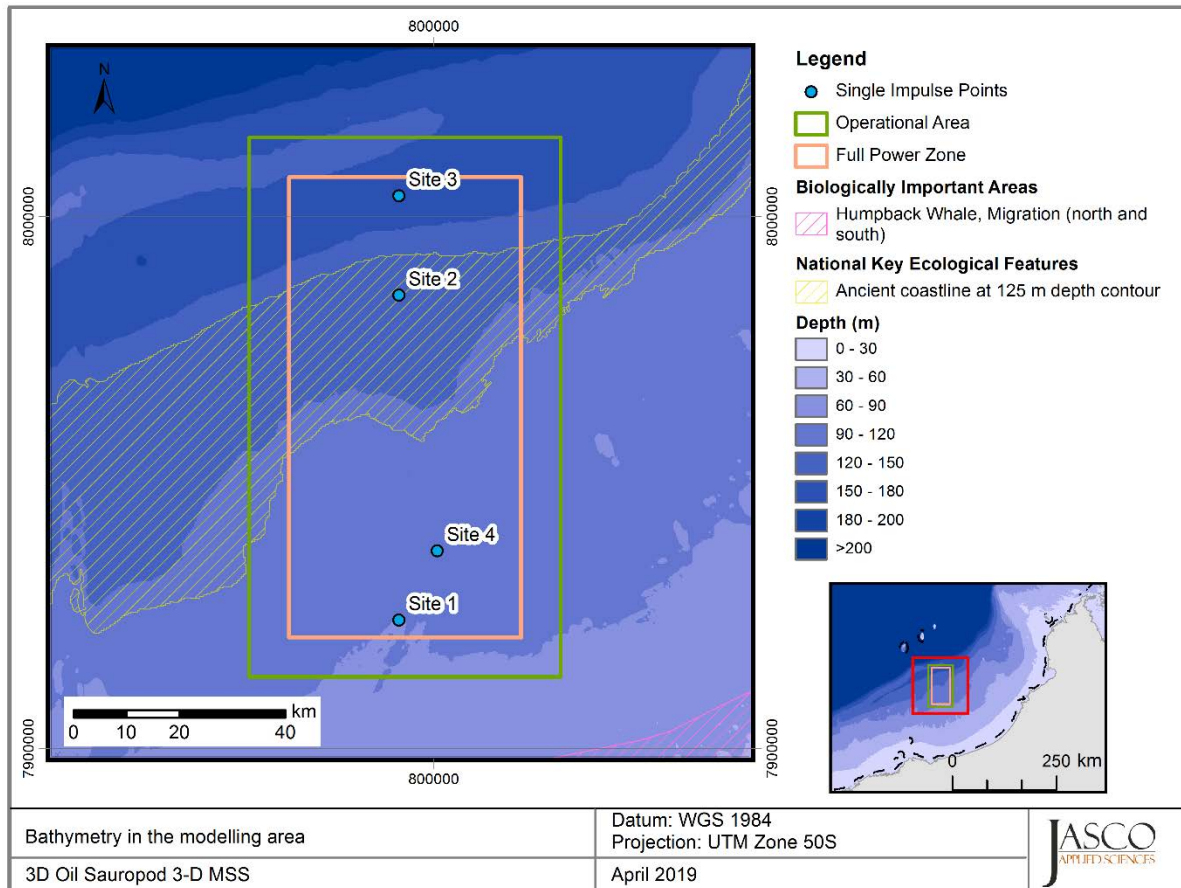 800000
N
8000000
8000000
7900000
7900000
Site 3
Site 2
Site 4
Site 1
km
0 10 20 40
800000
Legend
Single Impulse Points
Operational Area
Full Power Zone
Biologically Important Areas
Humpback Whale, Migration (north and
south)
National Key Ecological Features
Ancient coastline at 125 m depth contour
Depth (m)
0 - 30
30 - 60
60 - 90
90 - 120
120 - 150
150 - 180
180 - 200
>200
0 250 km
Bathymetry in the modelling area
Datum: WGS 1984
Projection: UTM Zone 50S
3D Oil Sauropod 3-D MSS
April 2019
JASCO
APPLIED SCIENCES